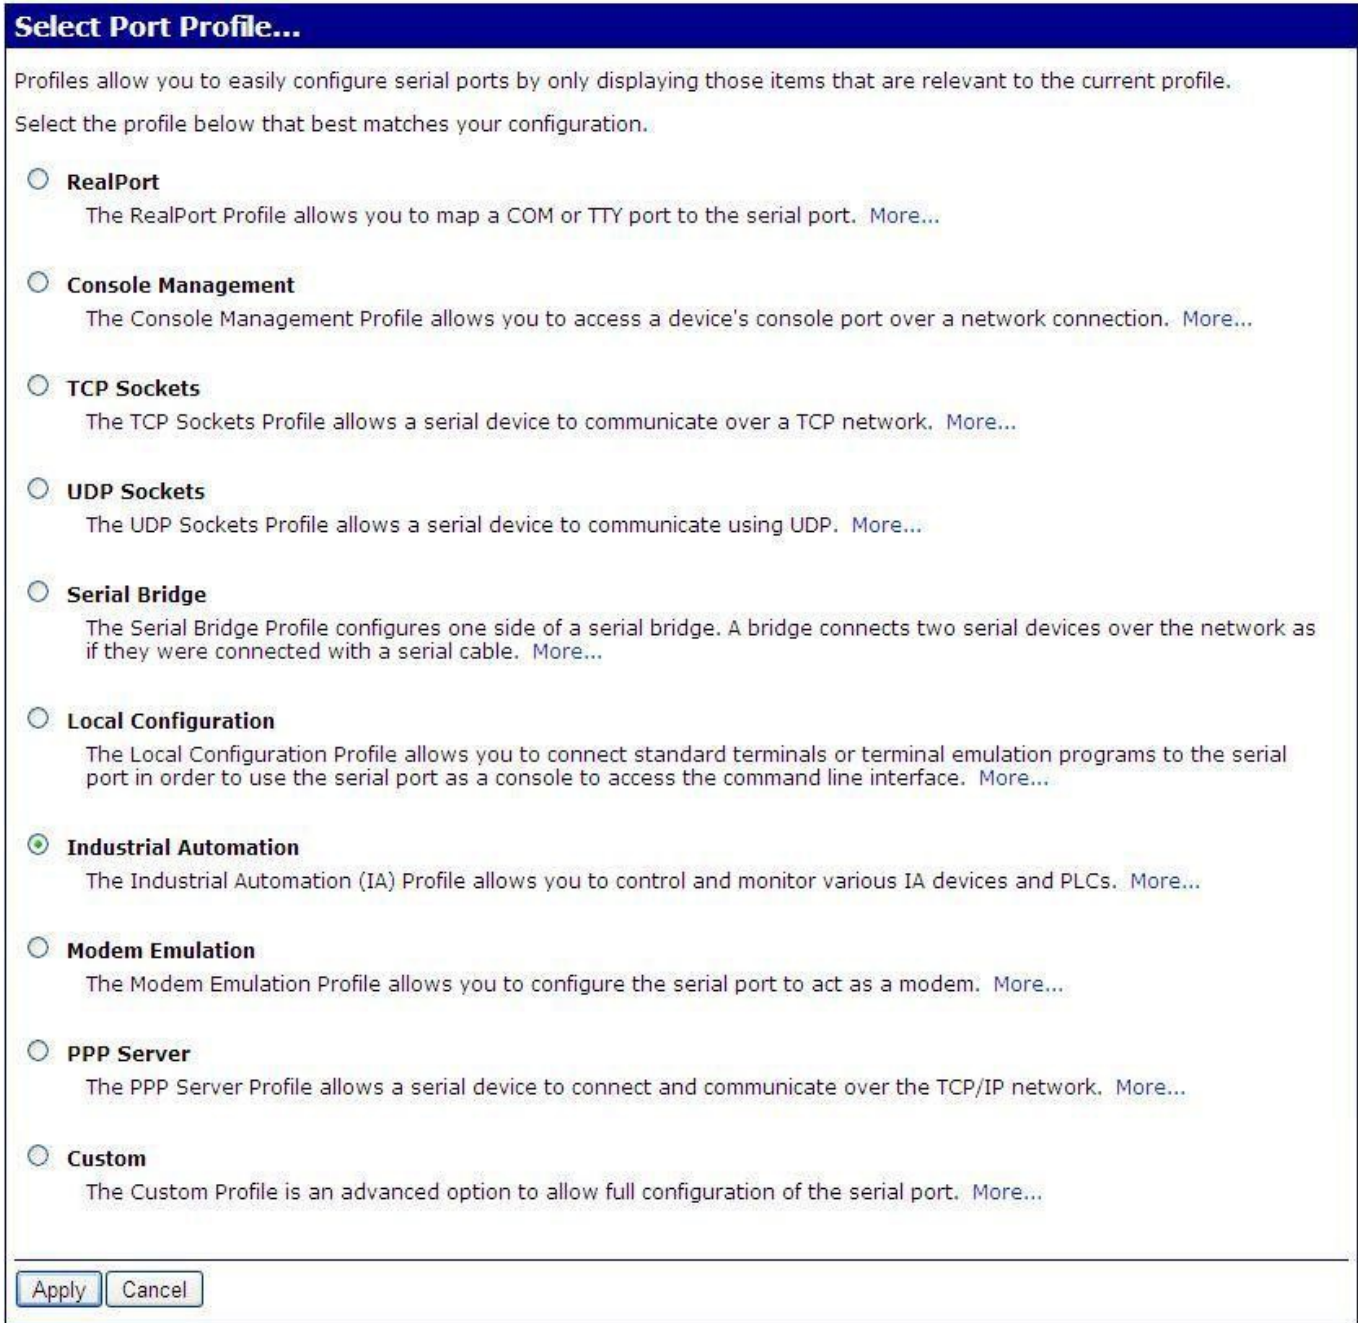 Select Port Profile...
Profiles allow you to easily configure serial ports by only displaying those items that are relevant to the current profile.
Select the profile below that best matches your configuration.
RealPort
The RealPort Profile allows you to map a COM or TTY port to the serial port. More...
Console Management
The Console Management Profile allows you to access a device's console port over a network connection. More...
TCP Sockets
The TCP Sockets Profile allows a serial device to communicate over a TCP network. More...
UDP Sockets
The UDP Sockets Profile allows a serial device to communicate using UDP. More...
Serial Bridge
The Serial Bridge Profile configures one side of a serial bridge. A bridge connects two serial devices over the network as
if they were connected with a serial cable. More...
Local Configuration
The Local Configuration Profile allows you to connect standard terminals or terminal emulation programs to the serial
port in order to use the serial port as a console to access the command line interface. More...
Industrial Automation
The Industrial Automation (IA) Profile allows you to control and monitor various IA devices and PLCs. More...
Modem Emulation
The Modem Emulation Profile allows you to configure the serial port to act as a modem. More...
PPP Server
The PPP Server Profile allows a serial device to connect and communicate over the TCP/IP network. More...
Custom
The Custom Profile is an advanced option to allow full configuration of the serial port. More...
Apply Cancel